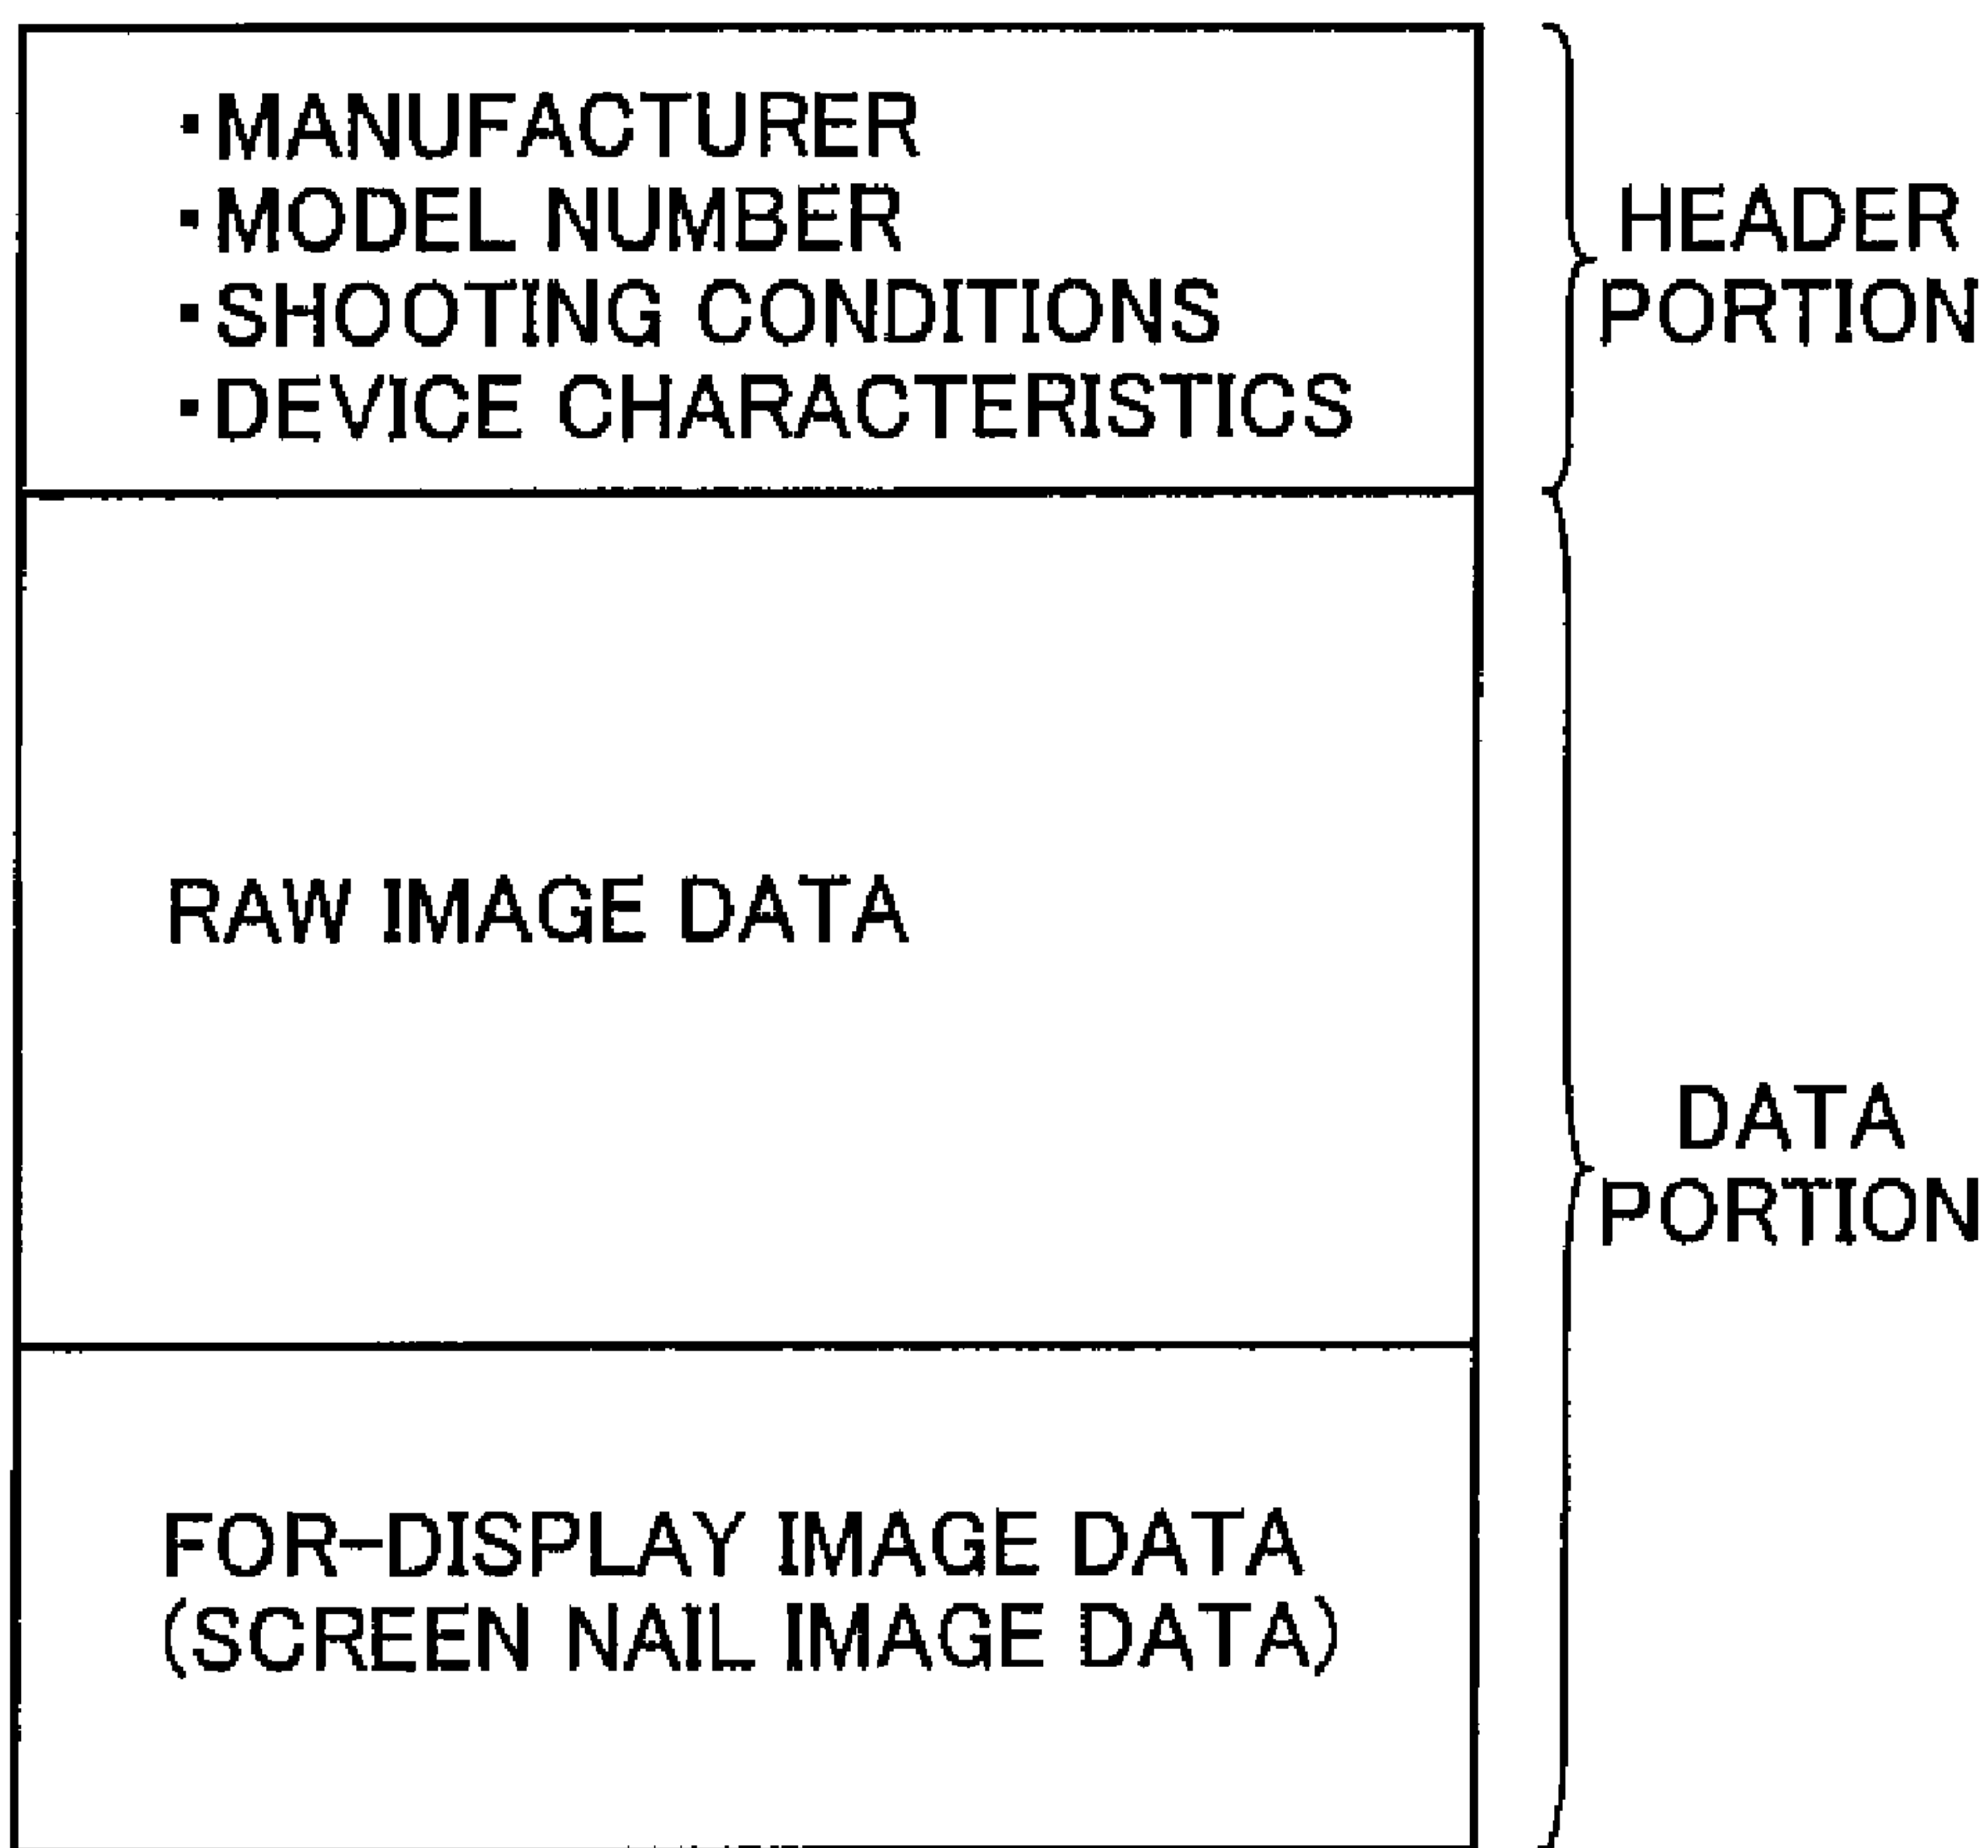 ・MANUFACTURER
・MODEL NUMBER
・SHOOTING CONDITIONS
・DEVICE CHARACTERISTICS
HEADER
PORTION
RAW IMAGE DATA
DATA
PORTION
FOR-DISPLAY IMAGE DATA
(SCREEN NAIL IMAGE DATA)